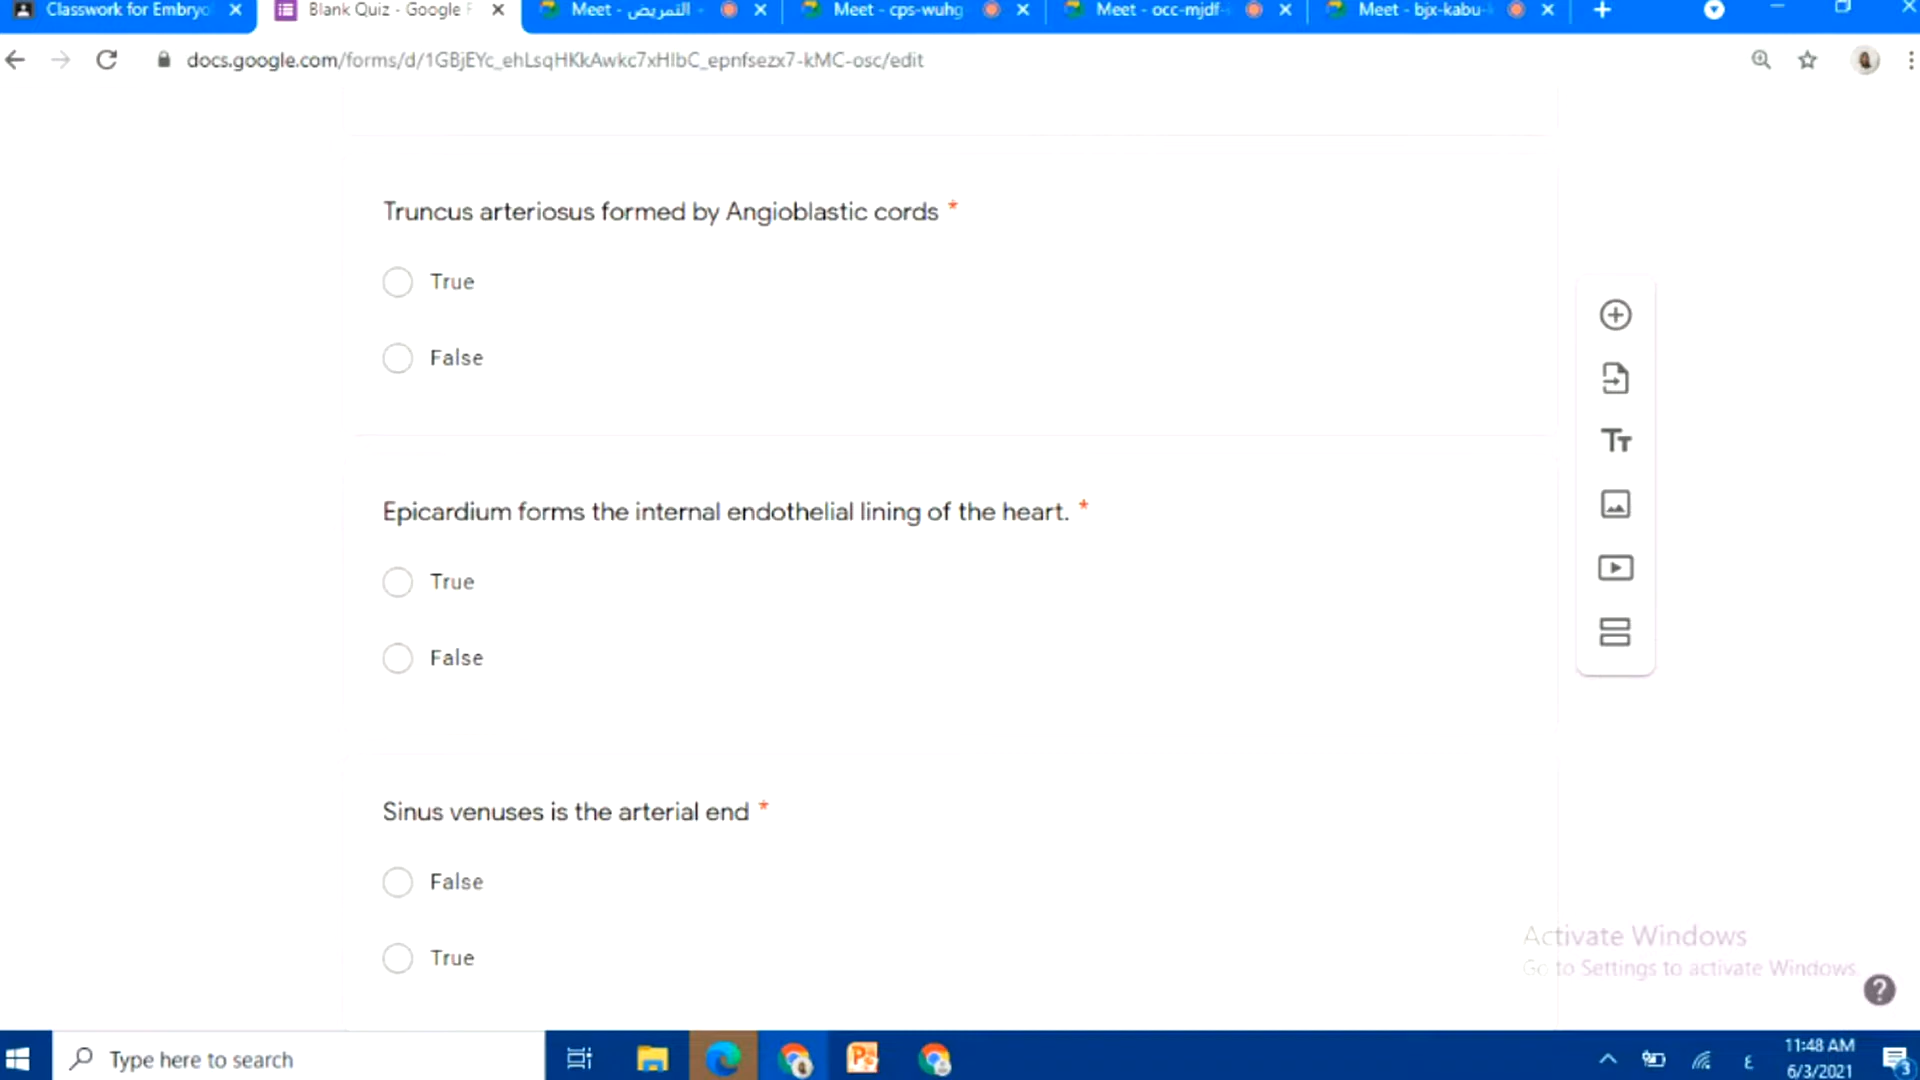 Classwork for Embryo
Blank Quiz - Google F
Meet - التمريض -
Meet - cps-wuhg
Meet - occ-mjdf-
Meet - bjx-kabu-
docs.google.com/forms/d/1GBjEYc_ehLsqHKkAwkc7xHIbC_epnfsezx7-kMC-osc/edit
Truncus arteriosus formed by Angioblastic cords *
True
False
Epicardium forms the internal endothelial lining of the heart. *
True
False
Sinus venuses is the arterial end *
False
True
Activate Windows
Go to Settings to activate Windows.
Type here to search
ع
11:48 AM
6/3/2021
3